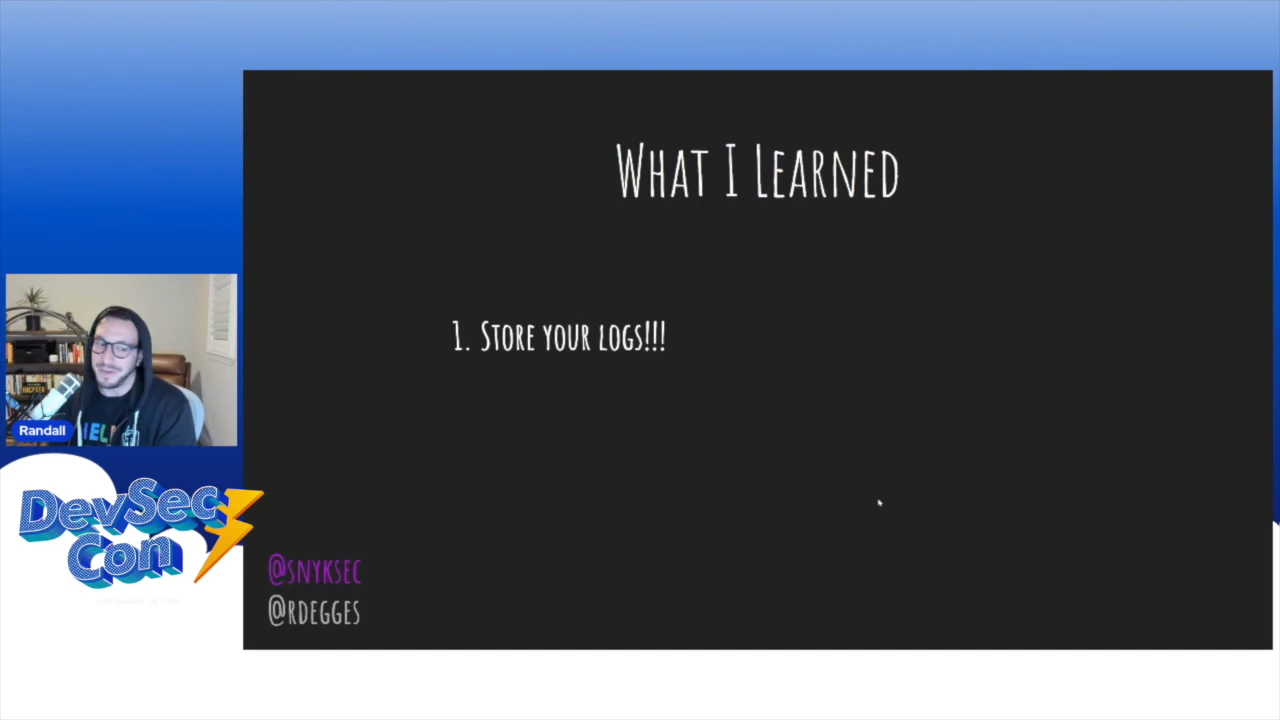 What I Learned
1. Store your logs!!!
Randall
DevSec
Con
@snyksec
@rdegges